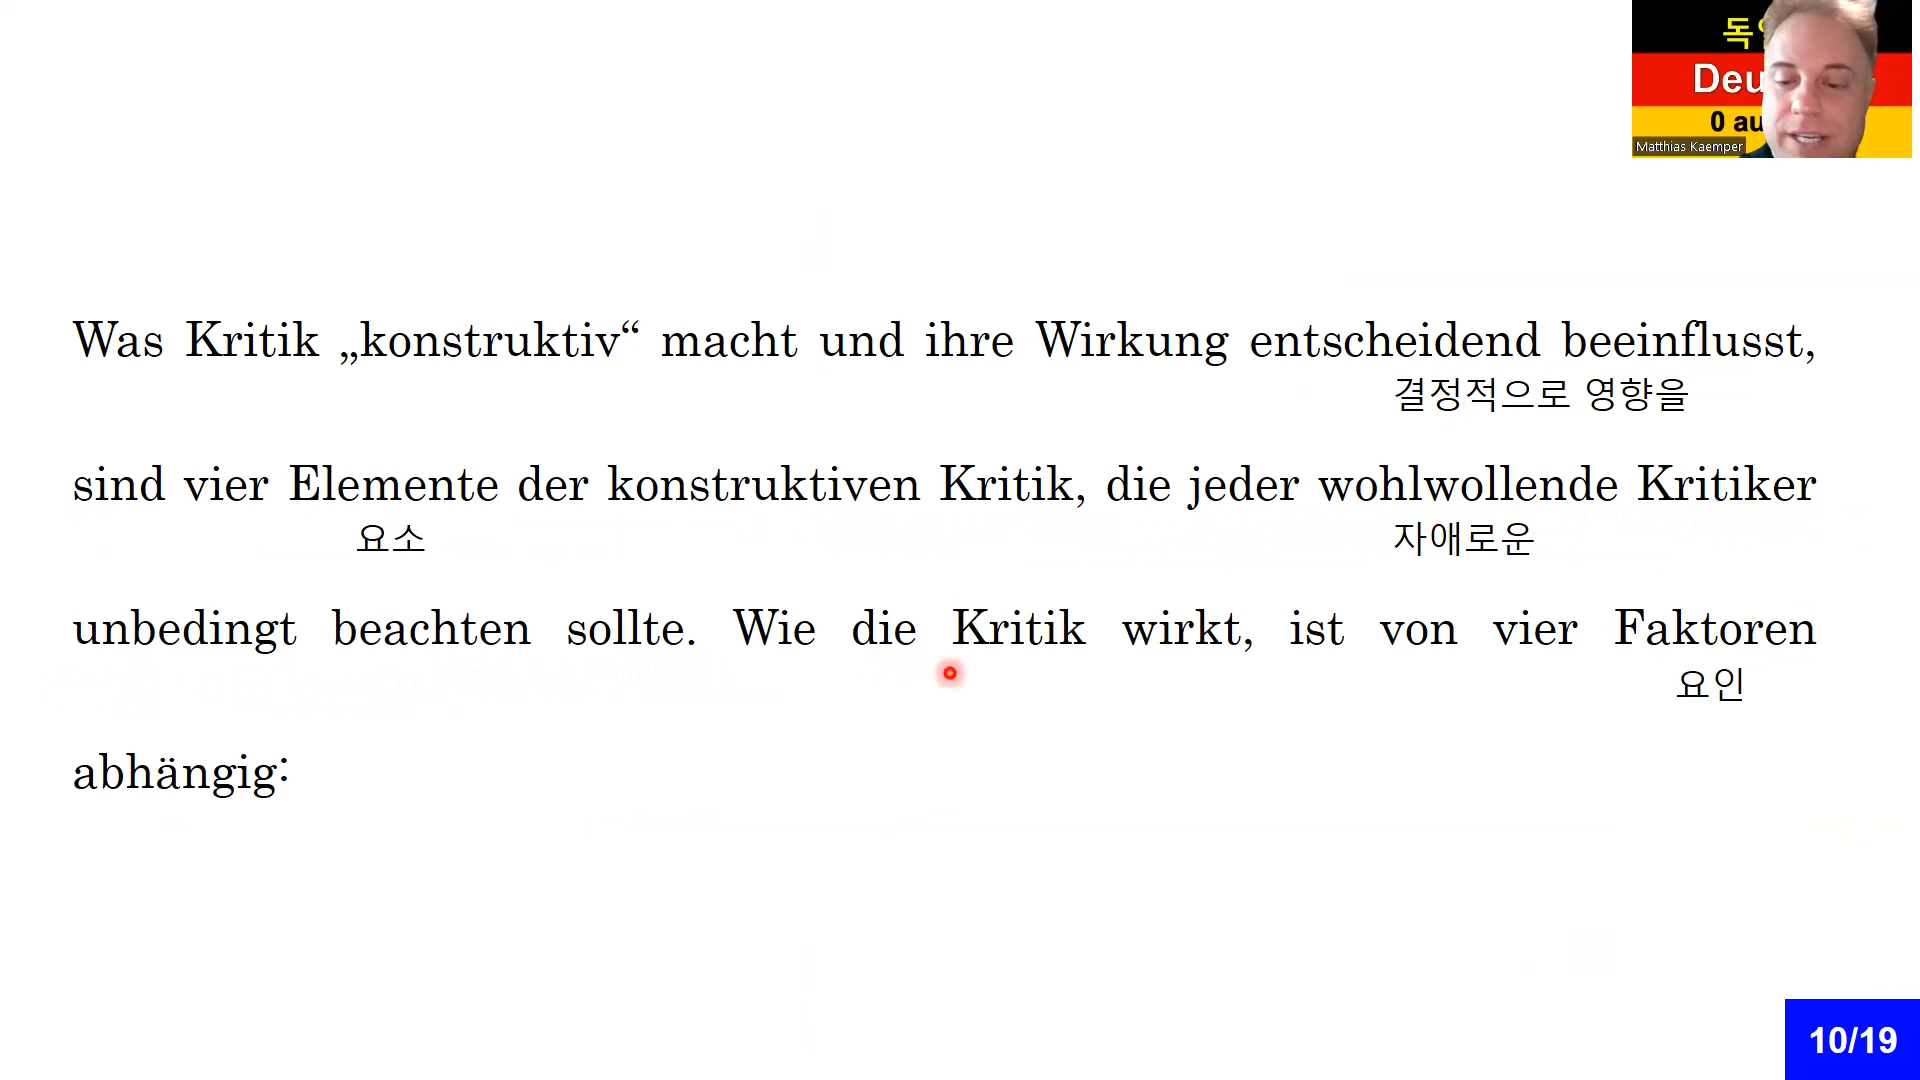 독
Deu
0 au
Matthias Kaemper
Was Kritik „konstruktiv“ macht und ihre Wirkung entscheidend beeinflusst,
결정적으로 영향을
sind vier Elemente der konstruktiven Kritik, die jeder wohlwollende Kritiker
요소 자애로운
unbedingt beachten sollte. Wie die Kritik wirkt, ist von vier Faktoren
요인
abhängig:
10/19